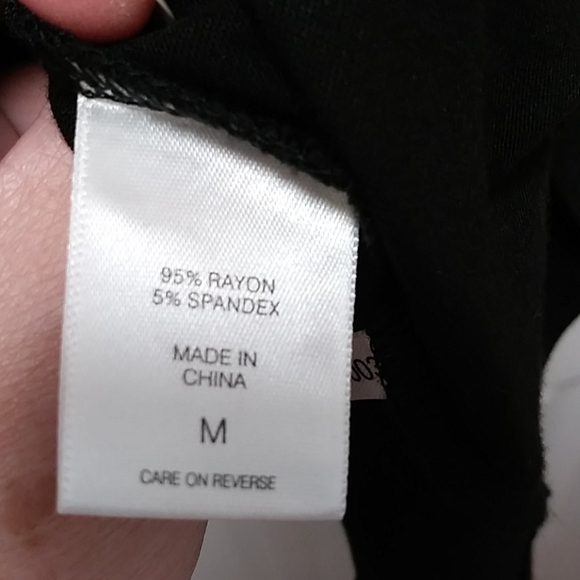 95% RAYON
5% SPANDEX
MADE IN
CHINA
M
CARE ON REVERSE